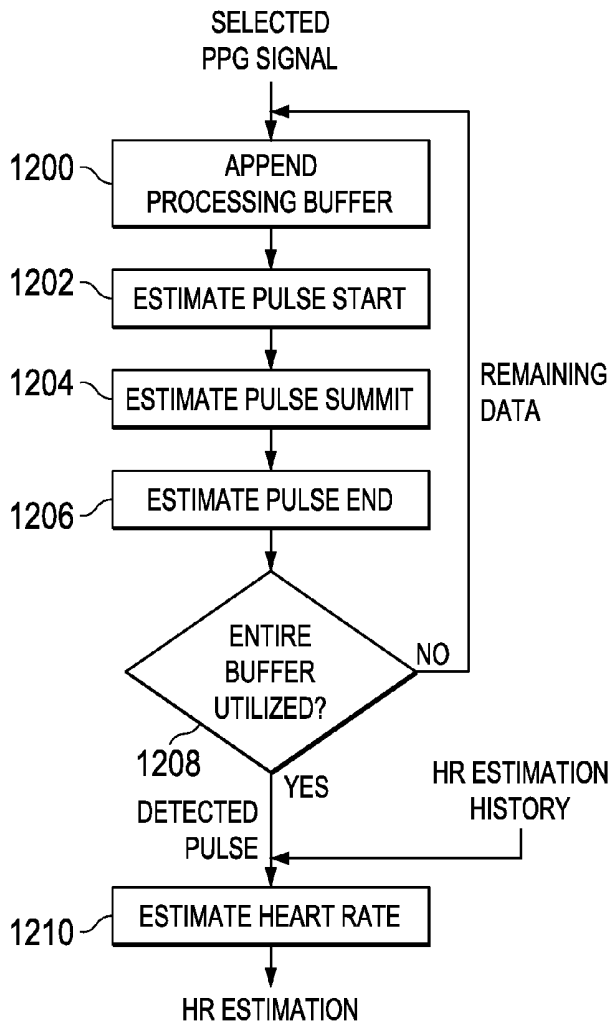 SELECTED
PPG SIGNAL
1200
APPEND
PROCESSING BUFFER
1202
ESTIMATE PULSE START
1204
ESTIMATE PULSE SUMMIT
REMAINING
DATA
1206
ESTIMATE PULSE END
ENTIRE
BUFFER
UTILIZED?
NO
1208
YES
HR ESTIMATION
HISTORY
DETECTED
PULSE
1210
ESTIMATE HEART RATE
HR ESTIMATION